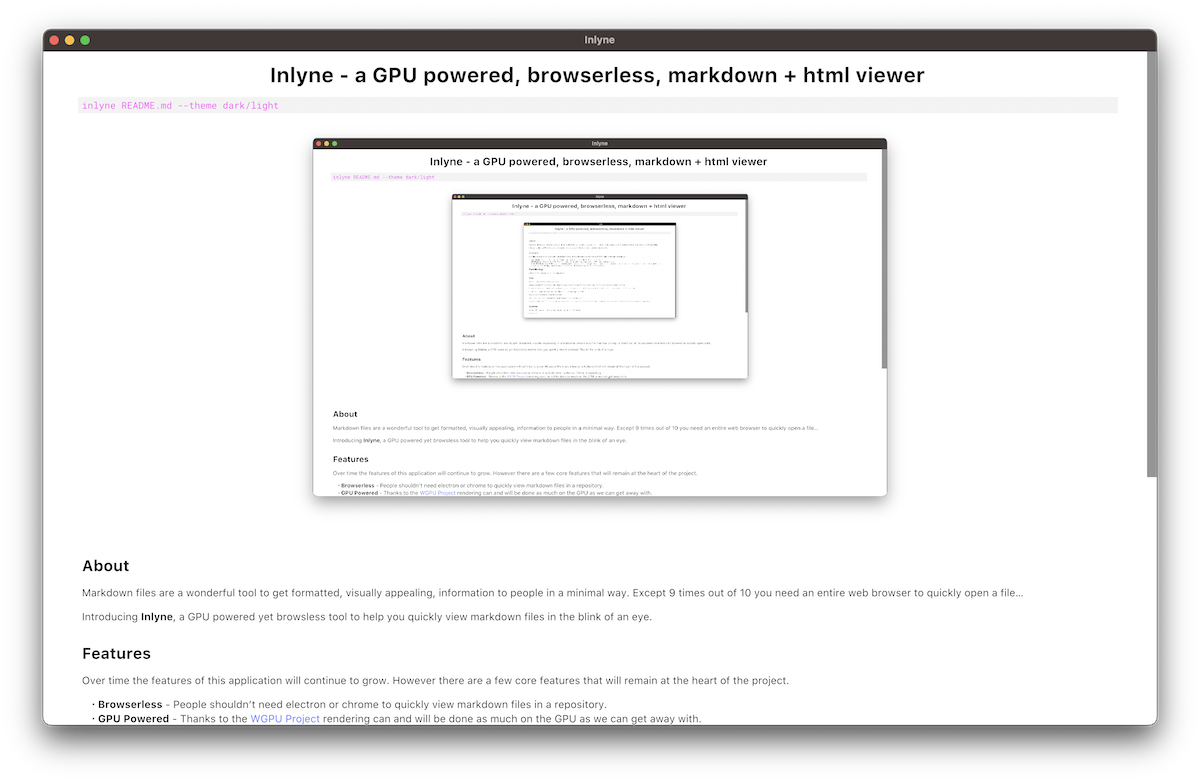 Inlyne
Inlyne - a GPU powered, browserless, markdown + html viewer
inlyne README.md --theme dark/light
Inlyne
Inlyne - a GPU powered, browserless, markdown + html viewer
inlyne README.md --theme dark/light
Inlyne - a GPU powered, browserless, markdown + html viewer
About
Features
About
Markdown files are a wonderful tool to get formatted, visually appealing, information to people in a minimal way. Except 9 times out of 10 you need an entire web browser to quickly open a file...
Introducing Inlyne, a GPU powered yet browsless tool to help you quickly view markdown files in the blink of an eye.
Features
Over time the features of this application will continue to grow. However there are a few core features that will remain at the heart of the project.
· Browserless - People shouldn't need electron or chrome to quickly view markdown files in a repository.
· GPU Powered - Thanks to the WGPU Project rendering can and will be done as much on the GPU as we can get away with.
About
Markdown files are a wonderful tool to get formatted, visually appealing, information to people in a minimal way. Except 9 times out of 10 you need an entire web browser to quickly open a file...
Introducing Inlyne, a GPU powered yet browsless tool to help you quickly view markdown files in the blink of an eye.
Features
Over time the features of this application will continue to grow. However there are a few core features that will remain at the heart of the project.
· Browserless - People shouldn't need electron or chrome to quickly view markdown files in a repository.
· GPU Powered - Thanks to the WGPU Project rendering can and will be done as much on the GPU as we can get away with.